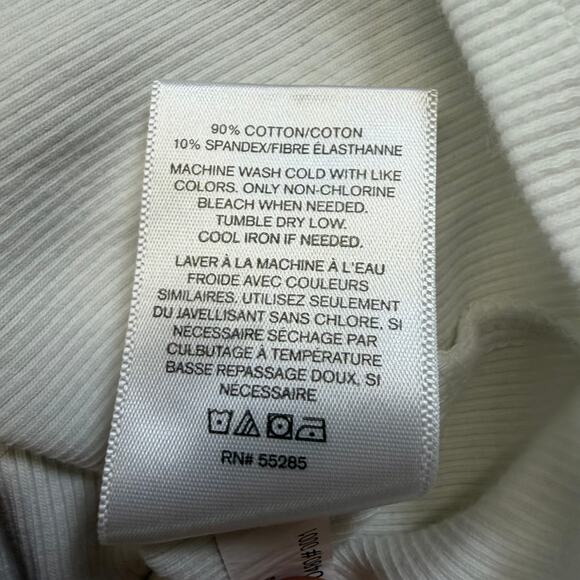 90% COTTON/COTON
10% SPANDEX/FIBRE ÉLASTHANNE
MACHINE WASH COLD WITH LIKE
COLORS. ONLY NON-CHLORINE
BLEACH WHEN NEEDED.
TUMBLE DRY LOW.
COOL IRON IF NEEDED.
LAVER À LA MACHINE À L'EAU
FROIDE AVEC COULEURS
SIMILAIRES. UTILISEZ SEULEMENT
DU JAVELLISANT SANS CHLORE, SI
NECESSAIRE SÉCHAGE PAR
CULBUTAGE À TEMPÉRATURE
BASSE REPASSAGE DOUX, SI
NECESSAIRE
RN# 55285